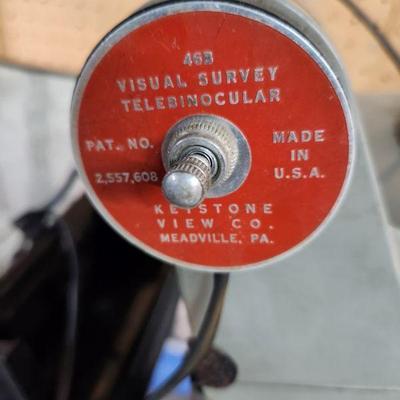 46B
VISUAL SURVEY
TELEBINOCULAR
PAT. NO.
2,557,608
MADE
IN
U.S.A.
KEYSTONE
VIEW CO.
MEADVILLE, PA.